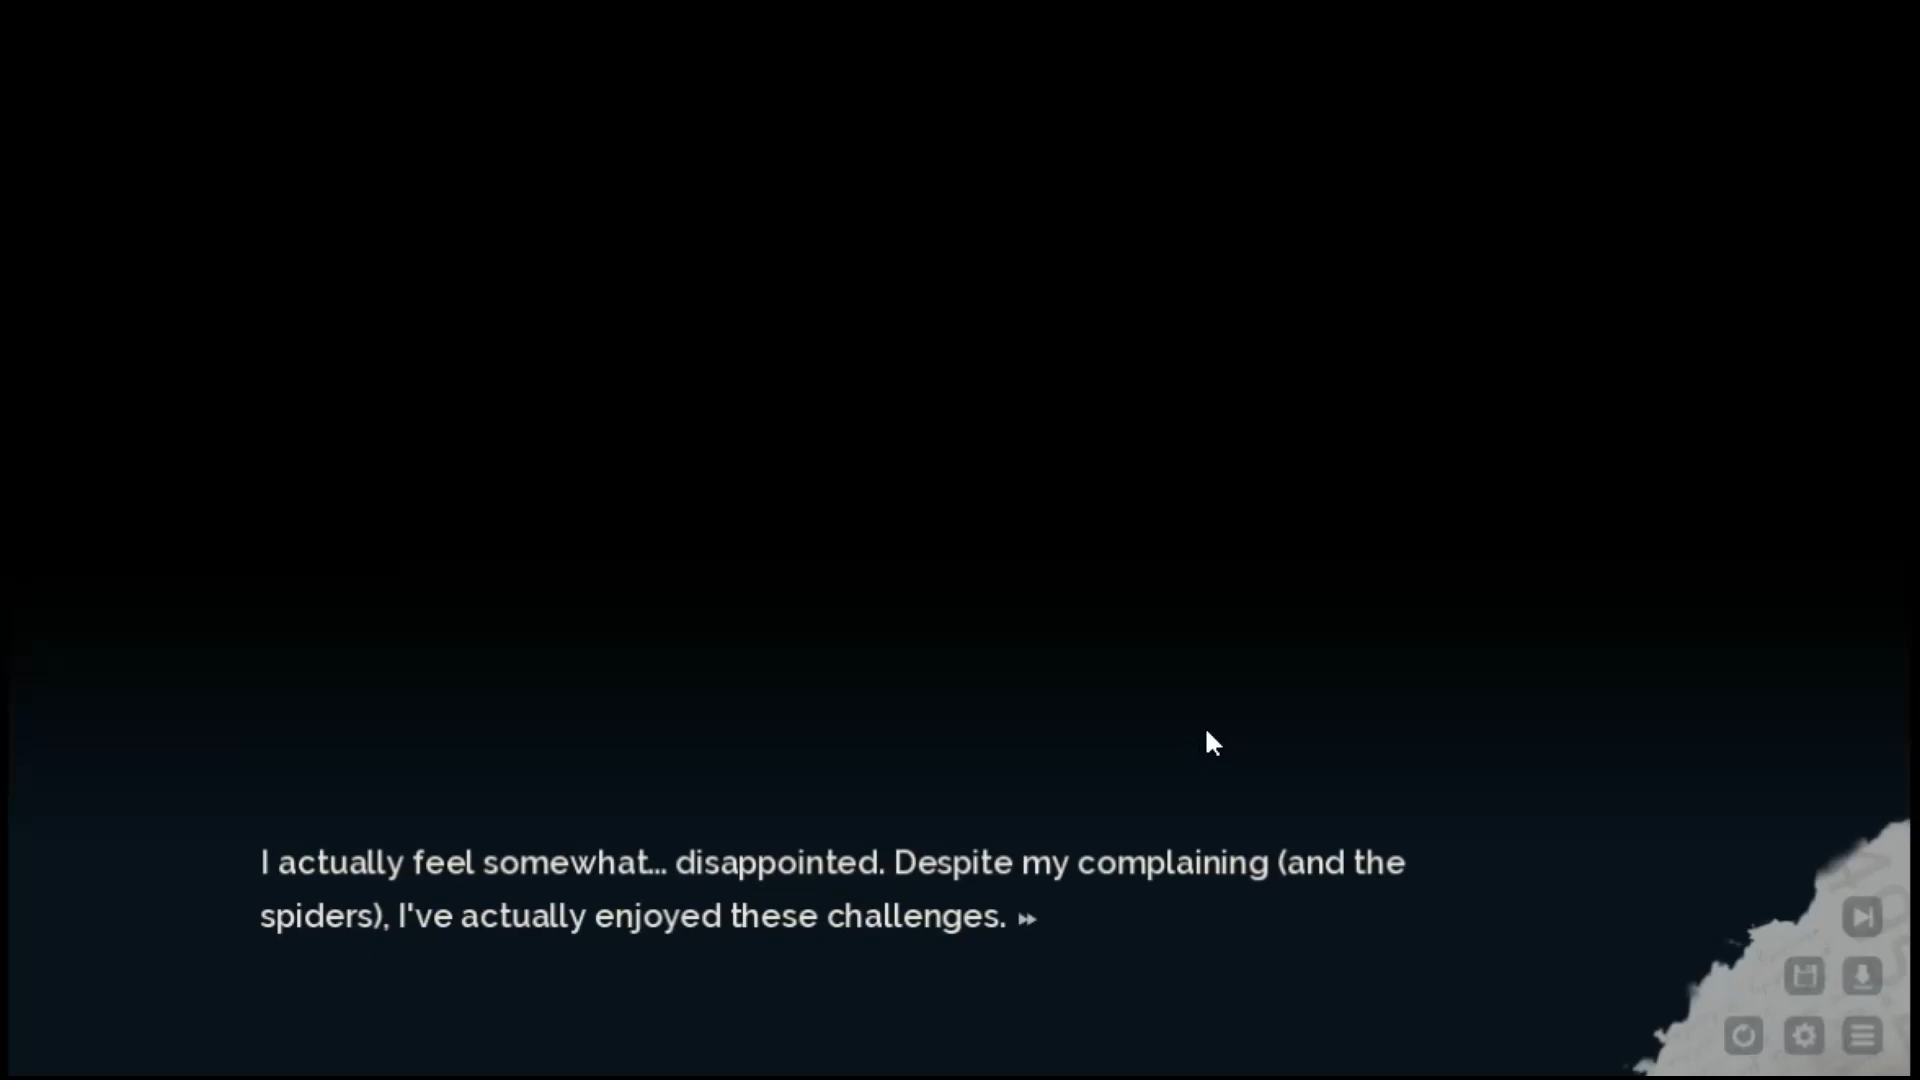 I actually feel somewhat... disappointed. Despite my complaining (and the
spiders), I've actually enjoyed these challenges.